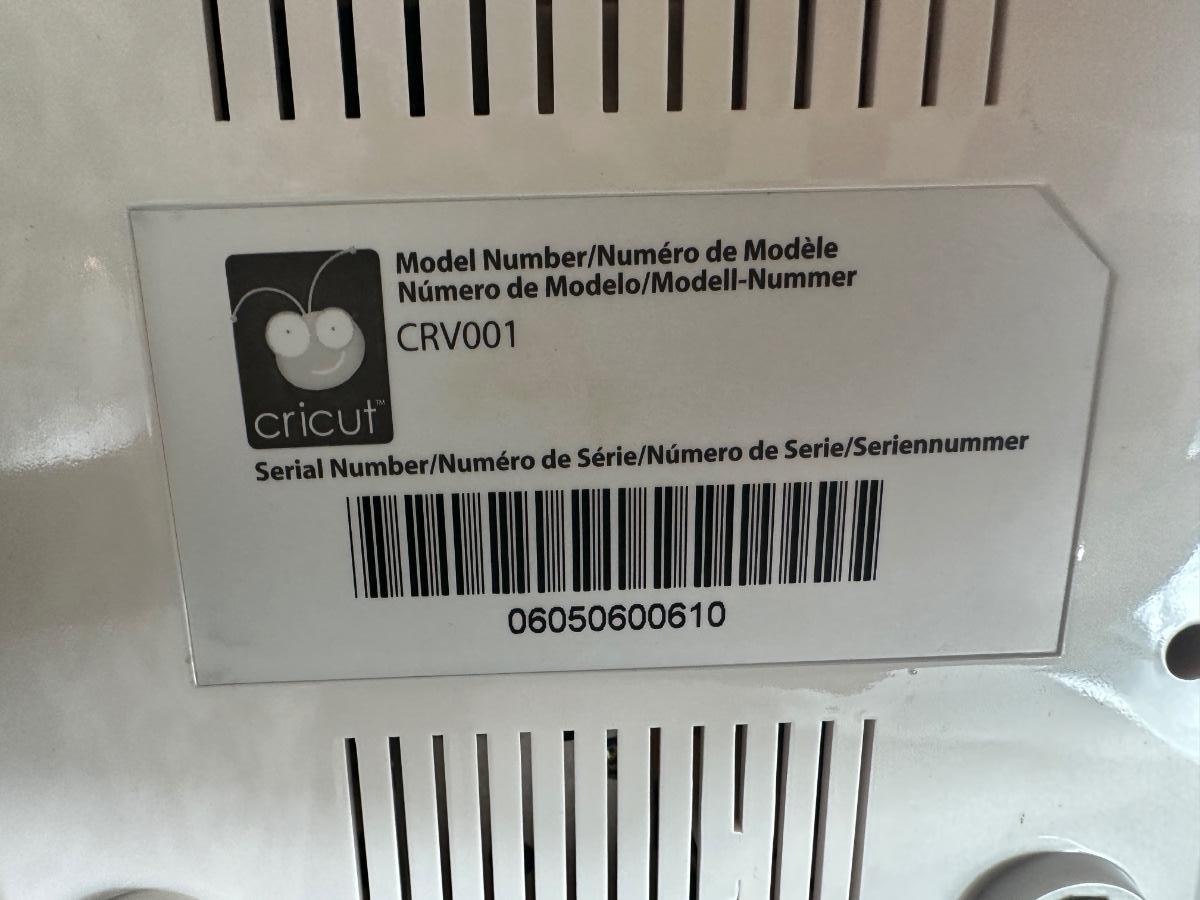 Model Number/Numéro de Modèle
Número de Modelo/Modell-Nummer
CRV001
cricut™
Serial Number/Numéro de Série/Número de Serie/Seriennummer
06050600610